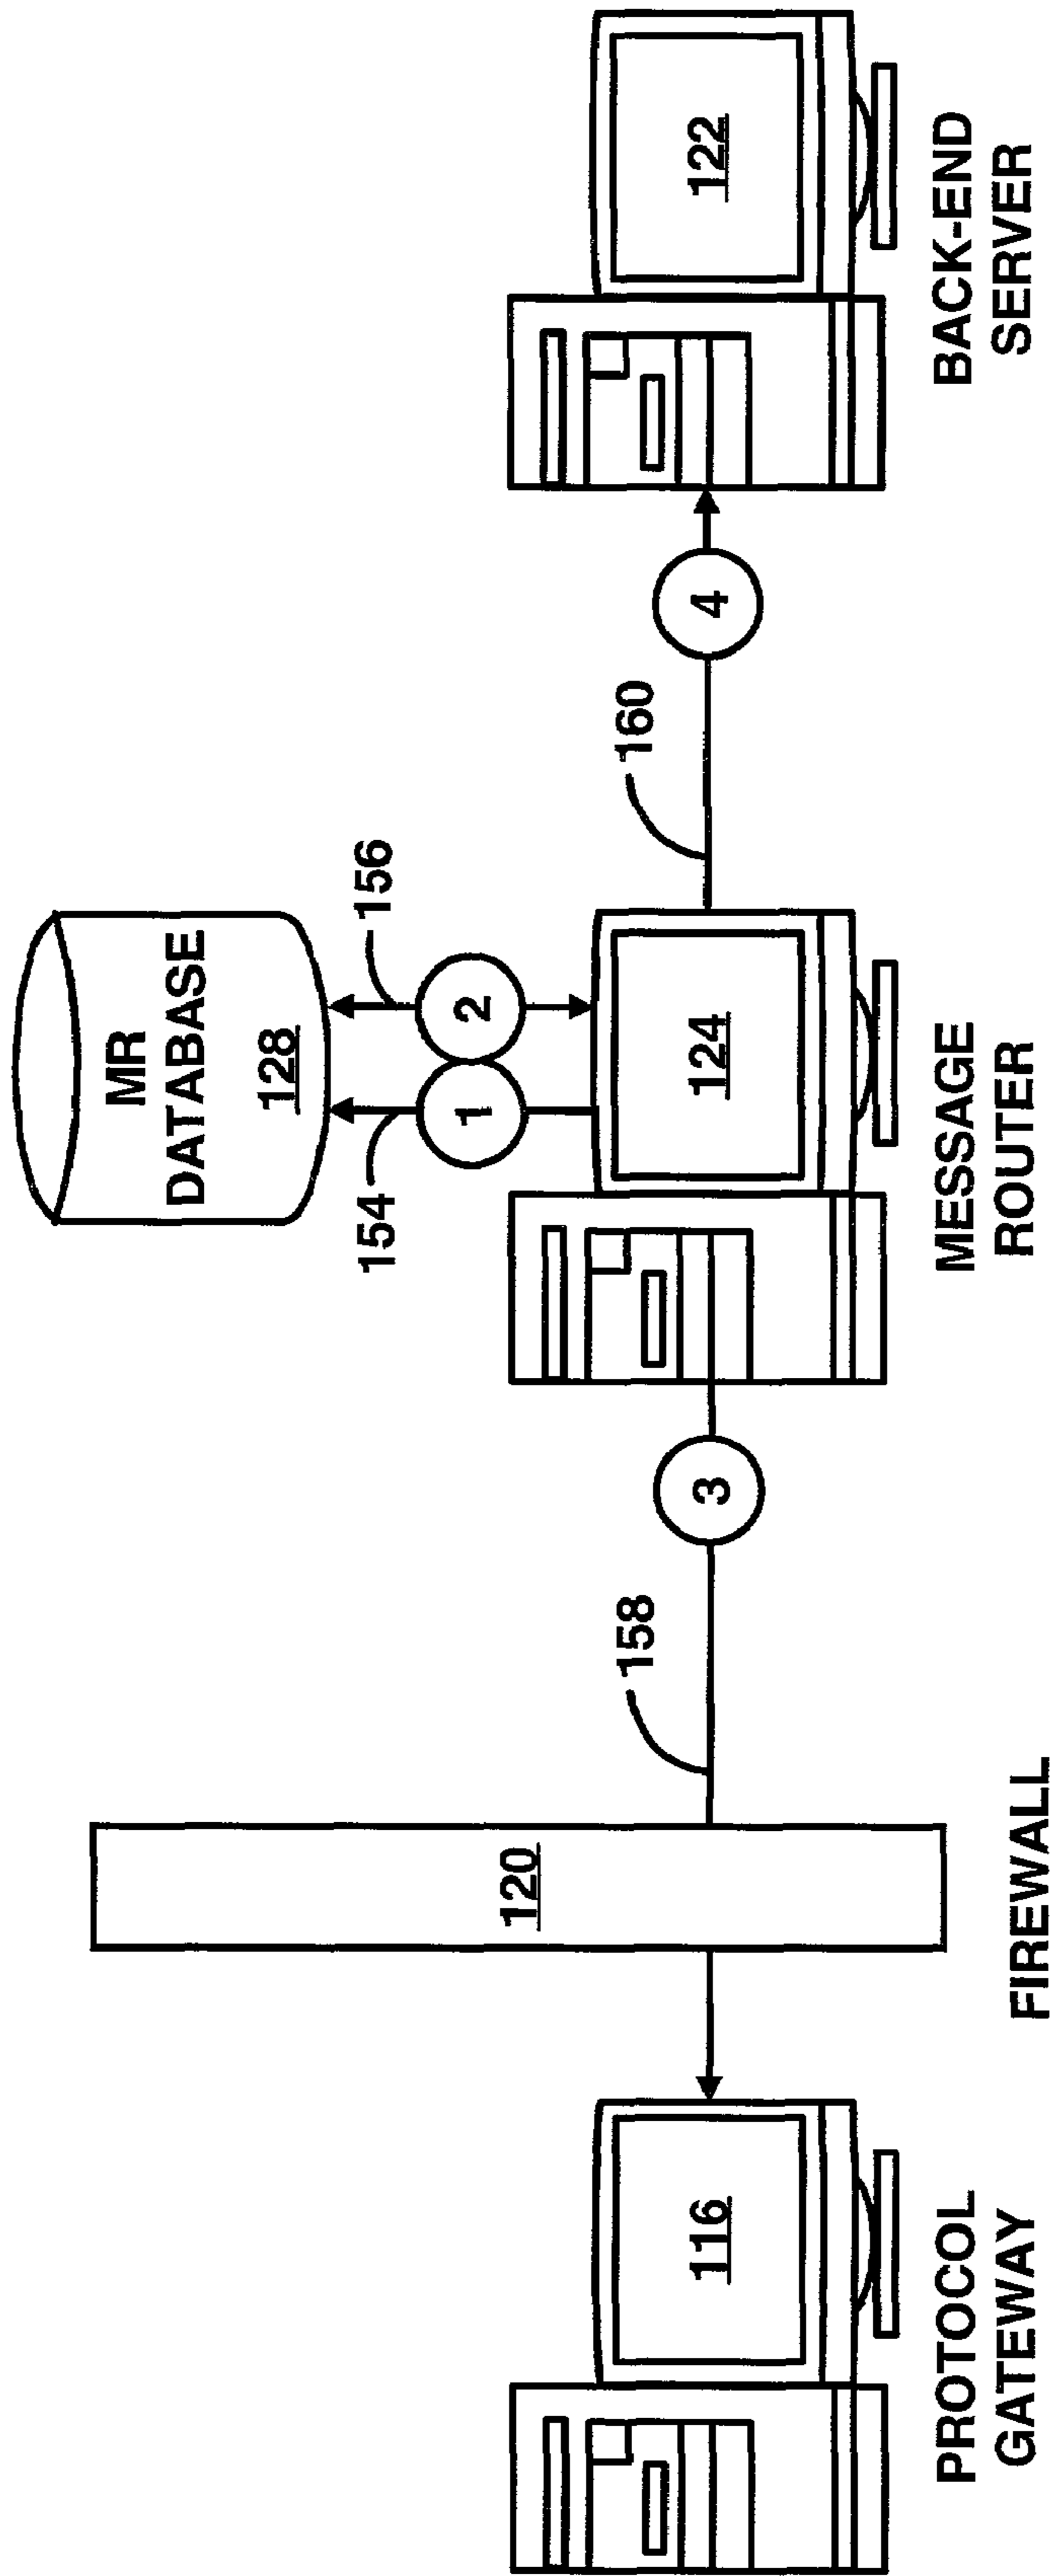 MR
DATABASE
128
154
156
1
2
158
160
3
4
120
116
124
122
PROTOCOL
GATEWAY
FIREWALL
MESSAGE
ROUTER
BACK-END
SERVER